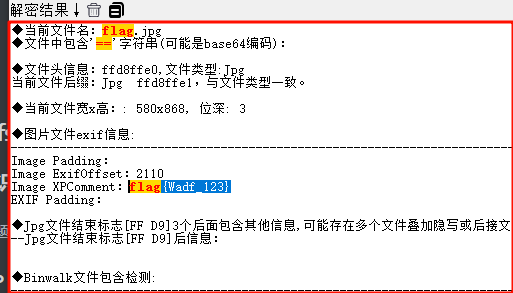 解密结果↓
◆当前文件名：flag.jpg
◆文件中包含'=='字符串(可能是base64编码)：
◆文件头信息：ffd8ffe0,文件类型:Jpg
当前文件后缀：Jpg  ffd8ffe1，与文件类型一致。
◆当前文件宽x高：: 580x868, 位深: 3
◆图片文件exif信息:
Image Padding：
Image ExifOffset：2110
Image XPComment：flag{Wadf_123}
EXIF Padding：
◆Jpg文件结束标志[FF D9]3个后面包含其他信息,可能存在多个文件叠加隐写或后接文
--Jpg文件结束标志[FF D9]后信息：
◆Binwalk文件包含检测: